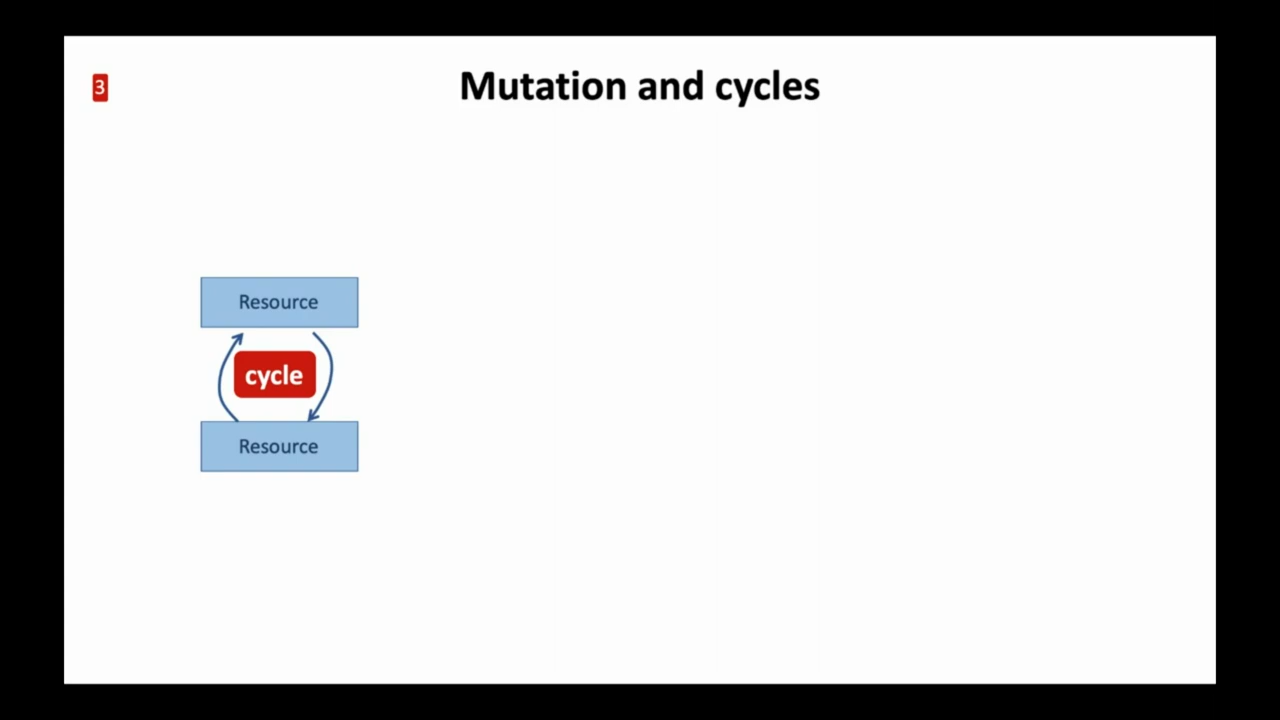 3
Mutation and cycles
Resource
cycle
Resource